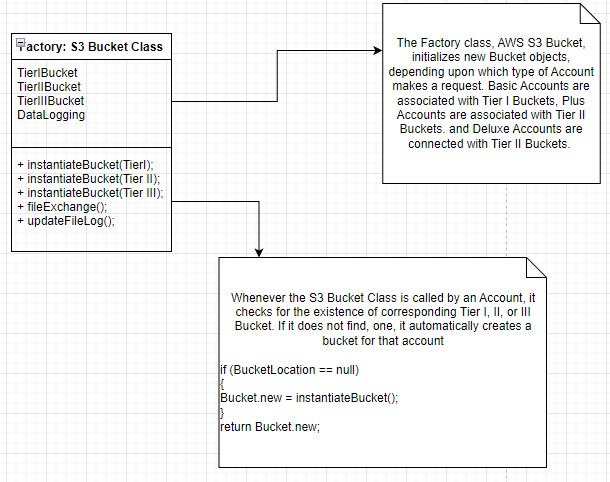 Factory: S3 Bucket Class
TierIBucket
TierIIBucket
TierIIIBucket
DataLogging
+ instantiateBucket(TierI);
+ instantiateBucket(Tier II);
+ instantiateBucket(Tier III);
+ fileExchange();
+ updateFileLog();
The Factory class, AWS S3 Bucket,
initializes new Bucket objects,
depending upon which type of Account
makes a request. Basic Accounts are
associated with Tier I Buckets, Plus
Accounts are associated with Tier II
Buckets. and Deluxe Accounts are
connected with Tier II Buckets.
Whenever the S3 Bucket Class is called by an Account, it
checks for the existence of corresponding Tier I, II, or III
Bucket. If it does not find, one, it automatically creates a
bucket for that account
if (BucketLocation == null)
{
Bucket.new = instantiateBucket();
}
return Bucket.new;